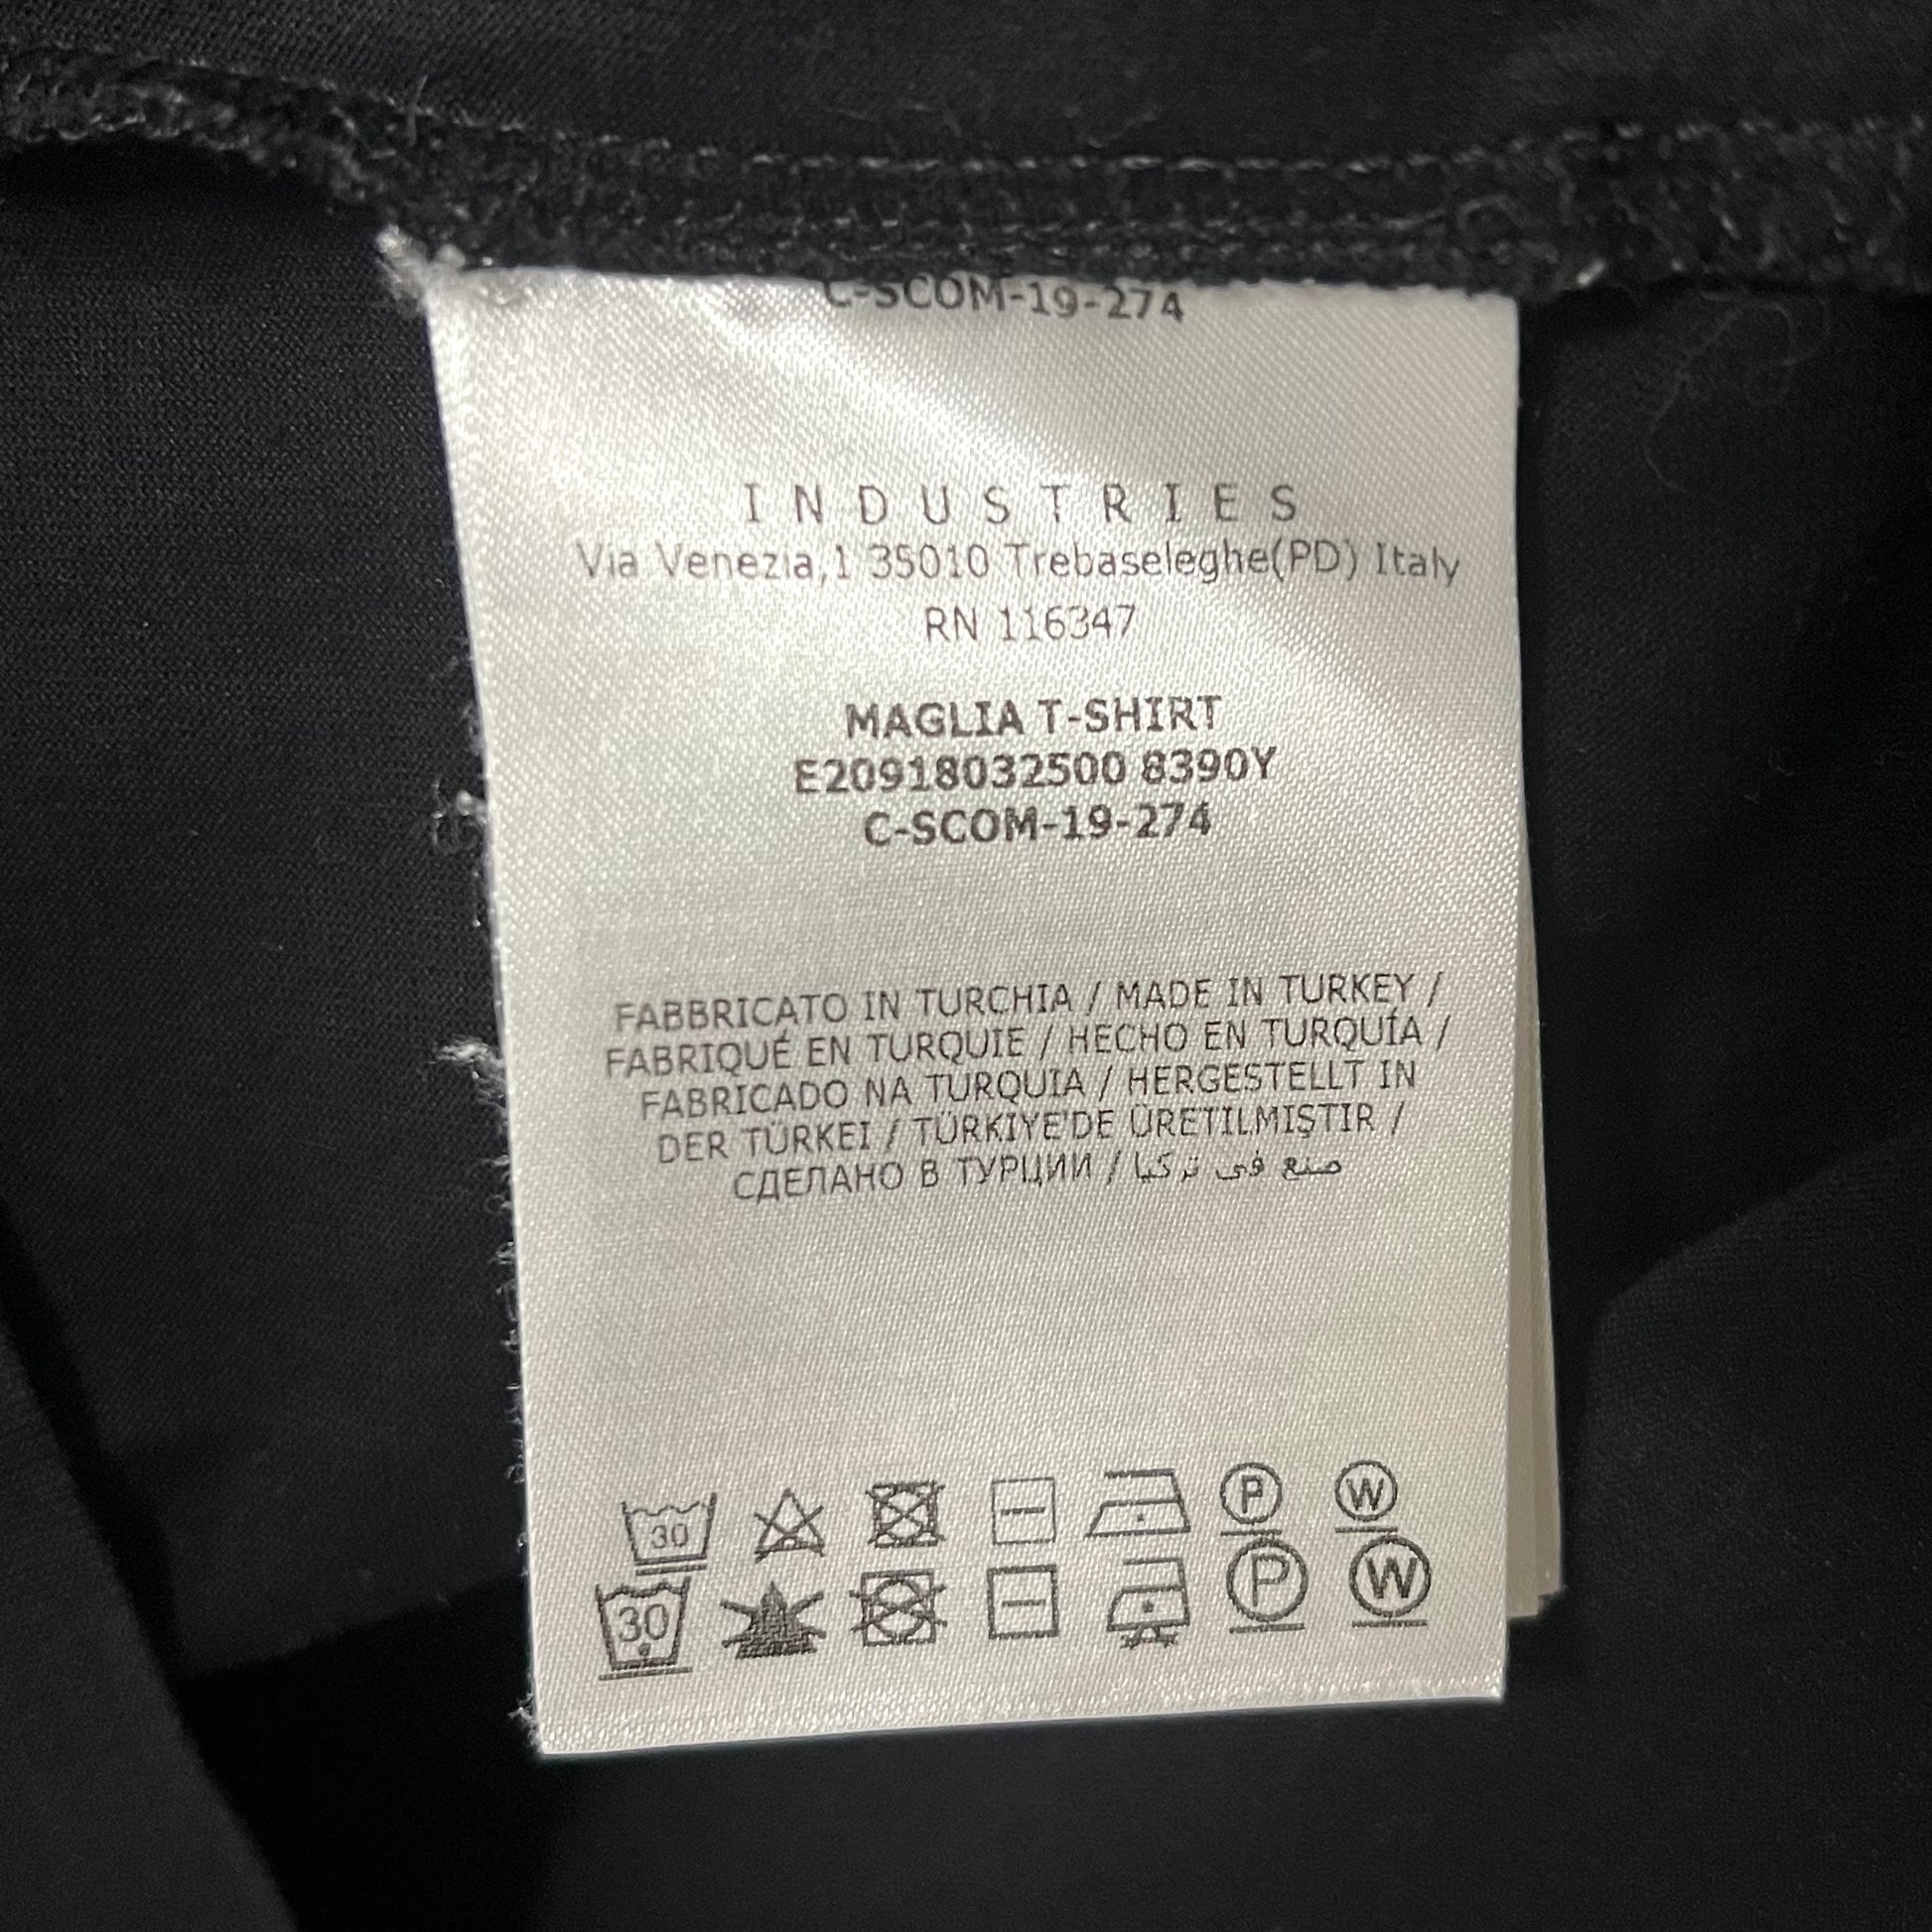 C-SCOM-19-274
INDUSTRIES
Via Venezia,1 35010 Trebaseleghe(PD) Italy
RN 116347
MAGLIA T-SHIRT
E20918032500 8390Y
C-SCOM-19-274
FABBRICATO IN TURCHIA / MADE IN TURKEY /
FABRIQUÉ EN TURQUIE / HECHO EN TURQUÍA /
FABRICADO NA TURQUIA / HERGESTELLT IN
DER TÜRKEI / TÜRKIYE'DE ÜRETILMIŞTIR /
СДЕЛАНО В ТУРЦИИ / صنع في تركيا
30 P W
30 P W